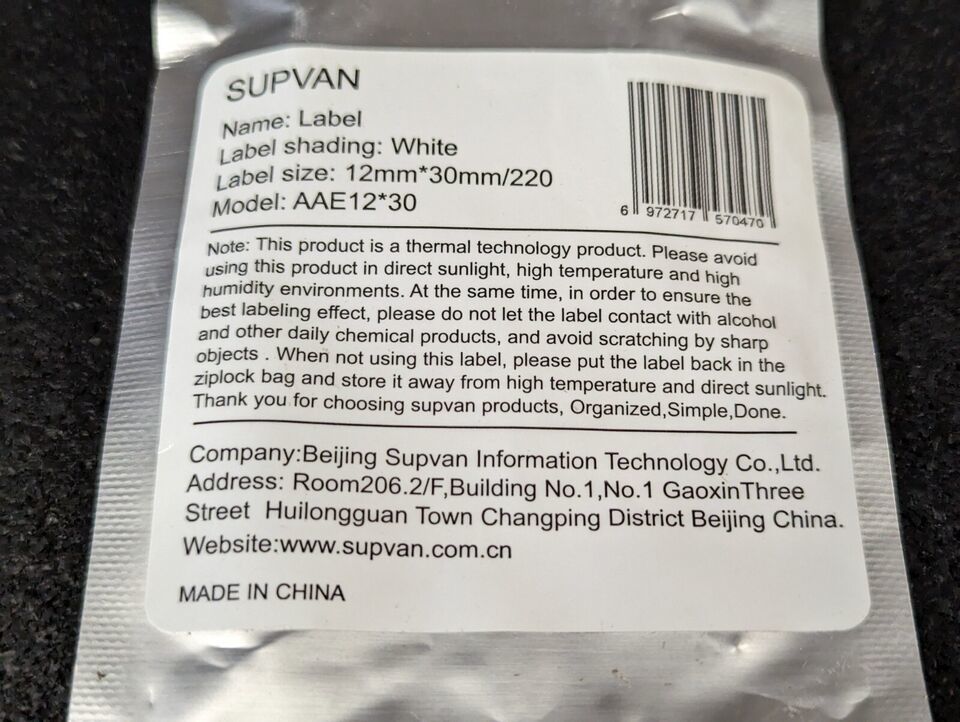 SUPVAN
Name: Label
Label shading: White
Label size: 12mm*30mm/220
Model: AAE12*30
6 972717 570470
Note: This product is a thermal technology product. Please avoid
using this product in direct sunlight, high temperature and high
humidity environments. At the same time, in order to ensure the
best labeling effect, please do not let the label contact with alcohol
and other daily chemical products, and avoid scratching by sharp
objects . When not using this label, please put the label back in the
ziplock bag and store it away from high temperature and direct sunlight.
Thank you for choosing supvan products, Organized,Simple,Done.
Company:Beijing Supvan Information Technology Co.,Ltd.
Address: Room206.2/F,Building No.1,No.1 GaoxinThree
Street Huilongguan Town Changping District Beijing China.
Website:www.supvan.com.cn
MADE IN CHINA